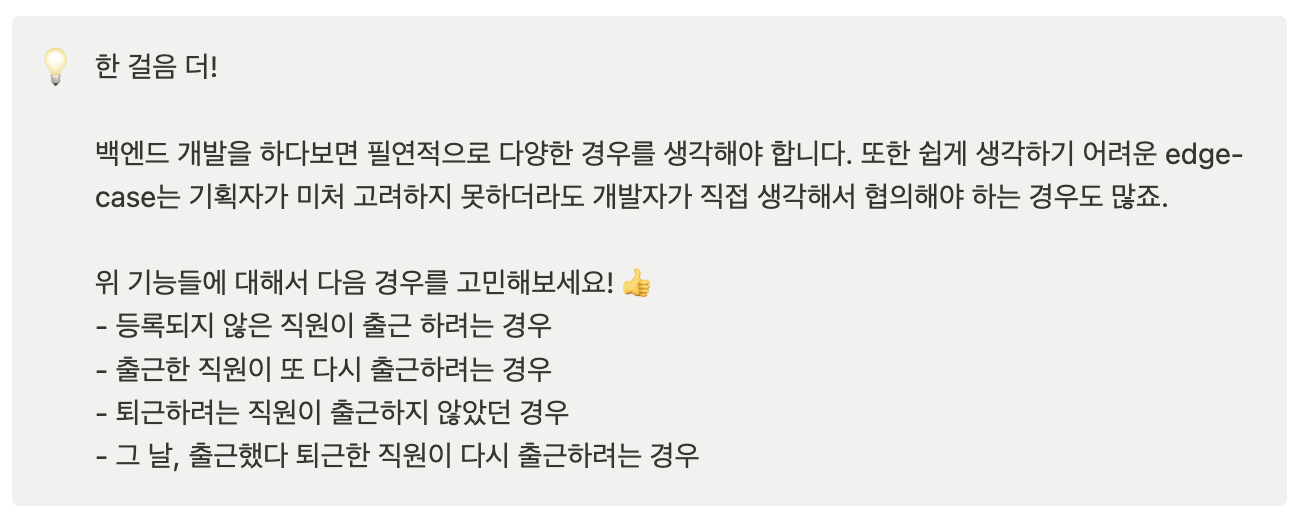 💡 한 걸음 더!
백엔드 개발을 하다보면 필연적으로 다양한 경우를 생각해야 합니다. 또한 쉽게 생각하기 어려운 edge-
case는 기획자가 미처 고려하지 못하더라도 개발자가 직접 생각해서 협의해야 하는 경우도 많죠.
위 기능들에 대해서 다음 경우를 고민해보세요! 👍
- 등록되지 않은 직원이 출근 하려는 경우
- 출근한 직원이 또 다시 출근하려는 경우
- 퇴근하려는 직원이 출근하지 않았던 경우
- 그 날, 출근했다 퇴근한 직원이 다시 출근하려는 경우